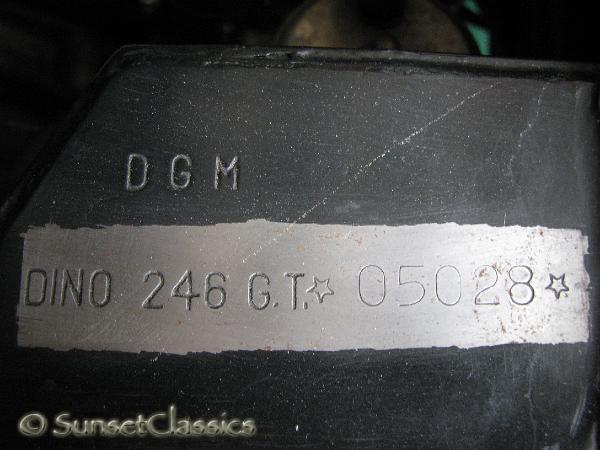 DGM
DINO 246 G.T.☆ 05028☆
© SunsetClassics